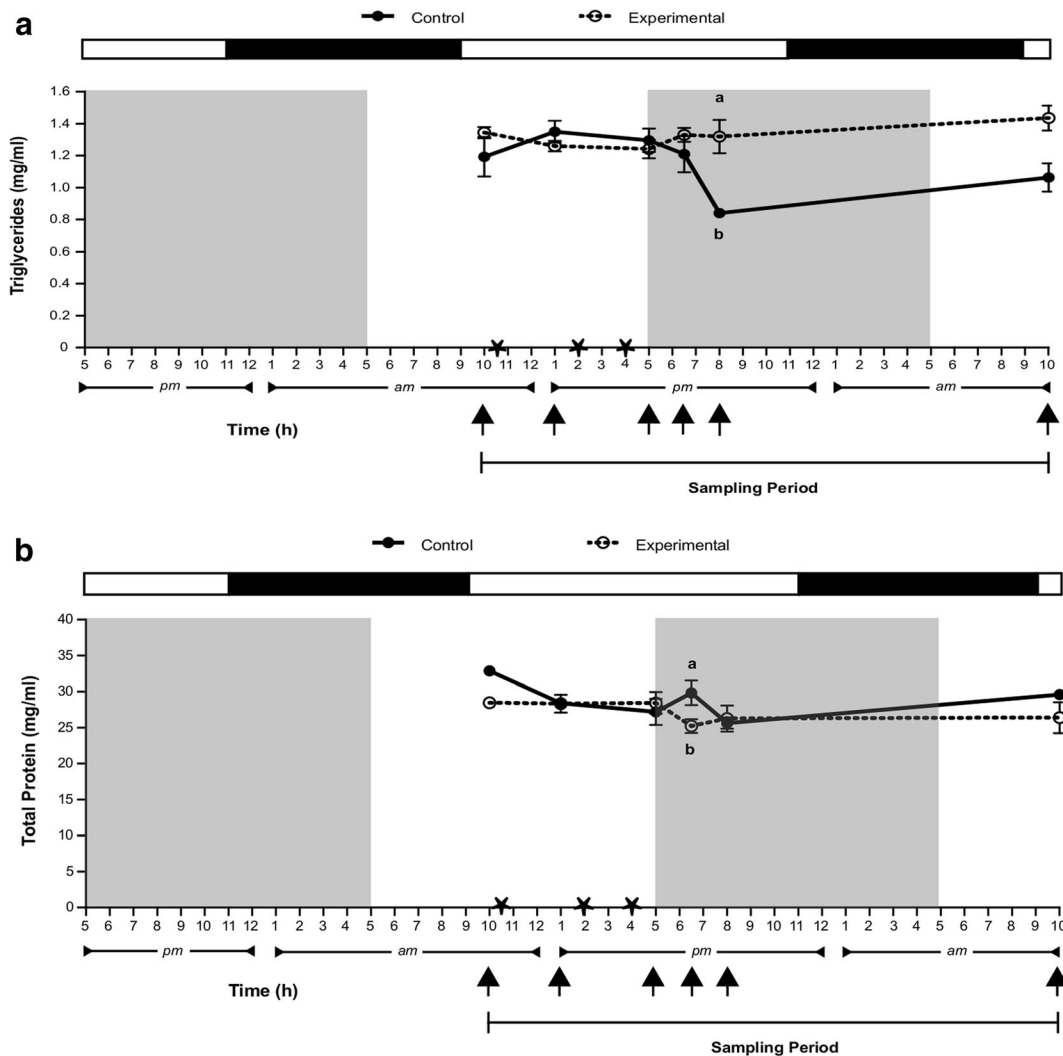 a
Control Experimental
1.6
a
1.4
1.2
1.0
0.8
b
0.6
0.4
0.2
0
Triglycerides (mg/ml)
5 6 7 8 9 10 11 12 1 2 3 4 5 6 7 8 9 10 11 12 1 2 3 4 5 6 7 8 9 10 11 12 1 2 3 4 5 6 7 8 9 10
pm am pm am
Time (h)
Sampling Period
b
Control Experimental
40
35
a
30
25
b
20
15
10
5
0
Total Protein (mg/ml)
5 6 7 8 9 10 11 12 1 2 3 4 5 6 7 8 9 10 11 12 1 2 3 4 5 6 7 8 9 10 11 12 1 2 3 4 5 6 7 8 9 10
pm am pm am
Time (h)
Sampling Period